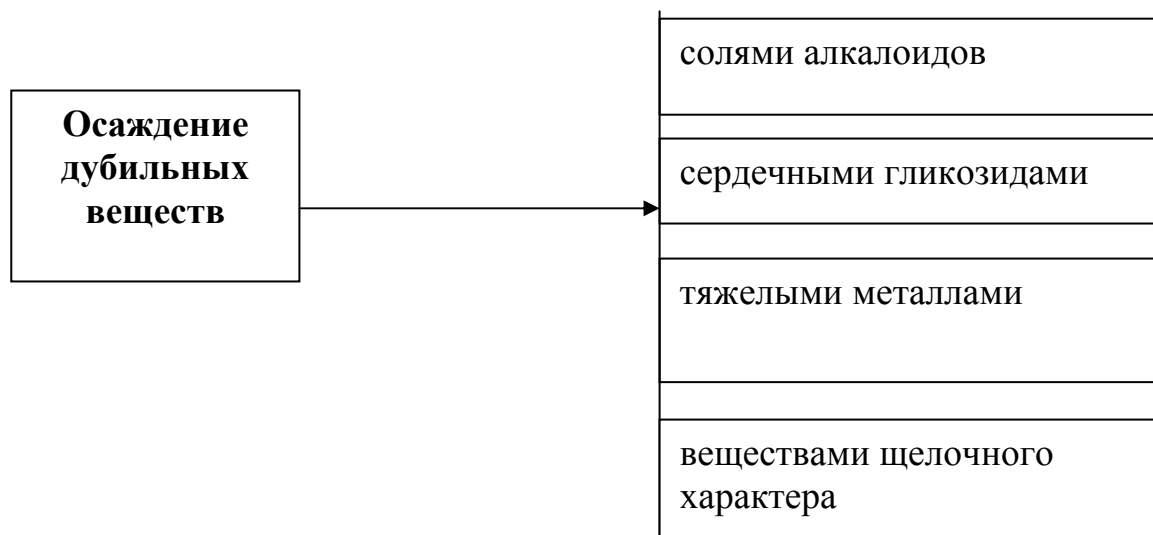 Осаждение
дубильных
веществ
солями алкалоидов
сердечными гликозидами
тяжелыми металлами
веществами щелочного
характера